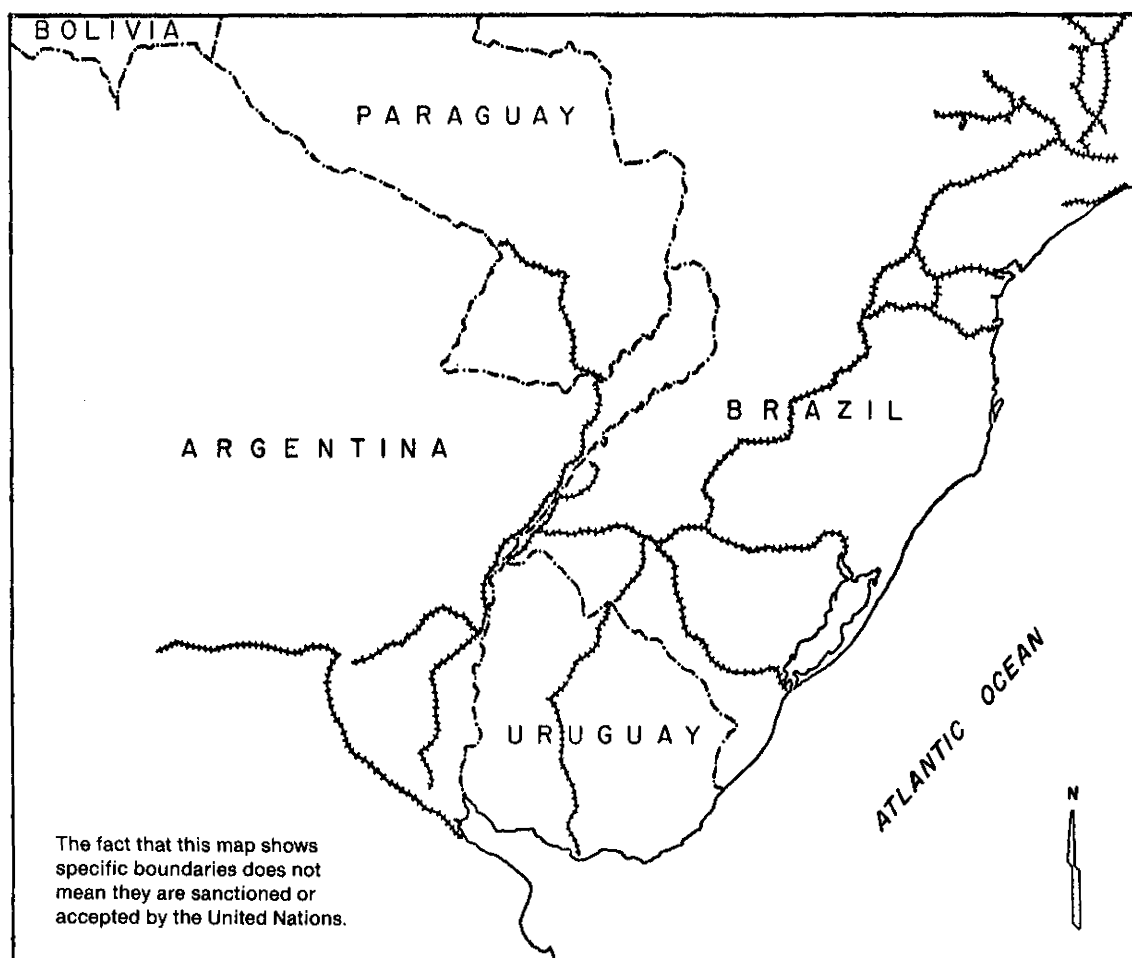 BOLIVIA
PARAGUAY
BRAZIL
ARGENTINA
URUGUAY
ATLANTIC OCEAN
N
The fact that this map shows
specific boundaries does not
mean they are sanctioned or
accepted by the United Nations.